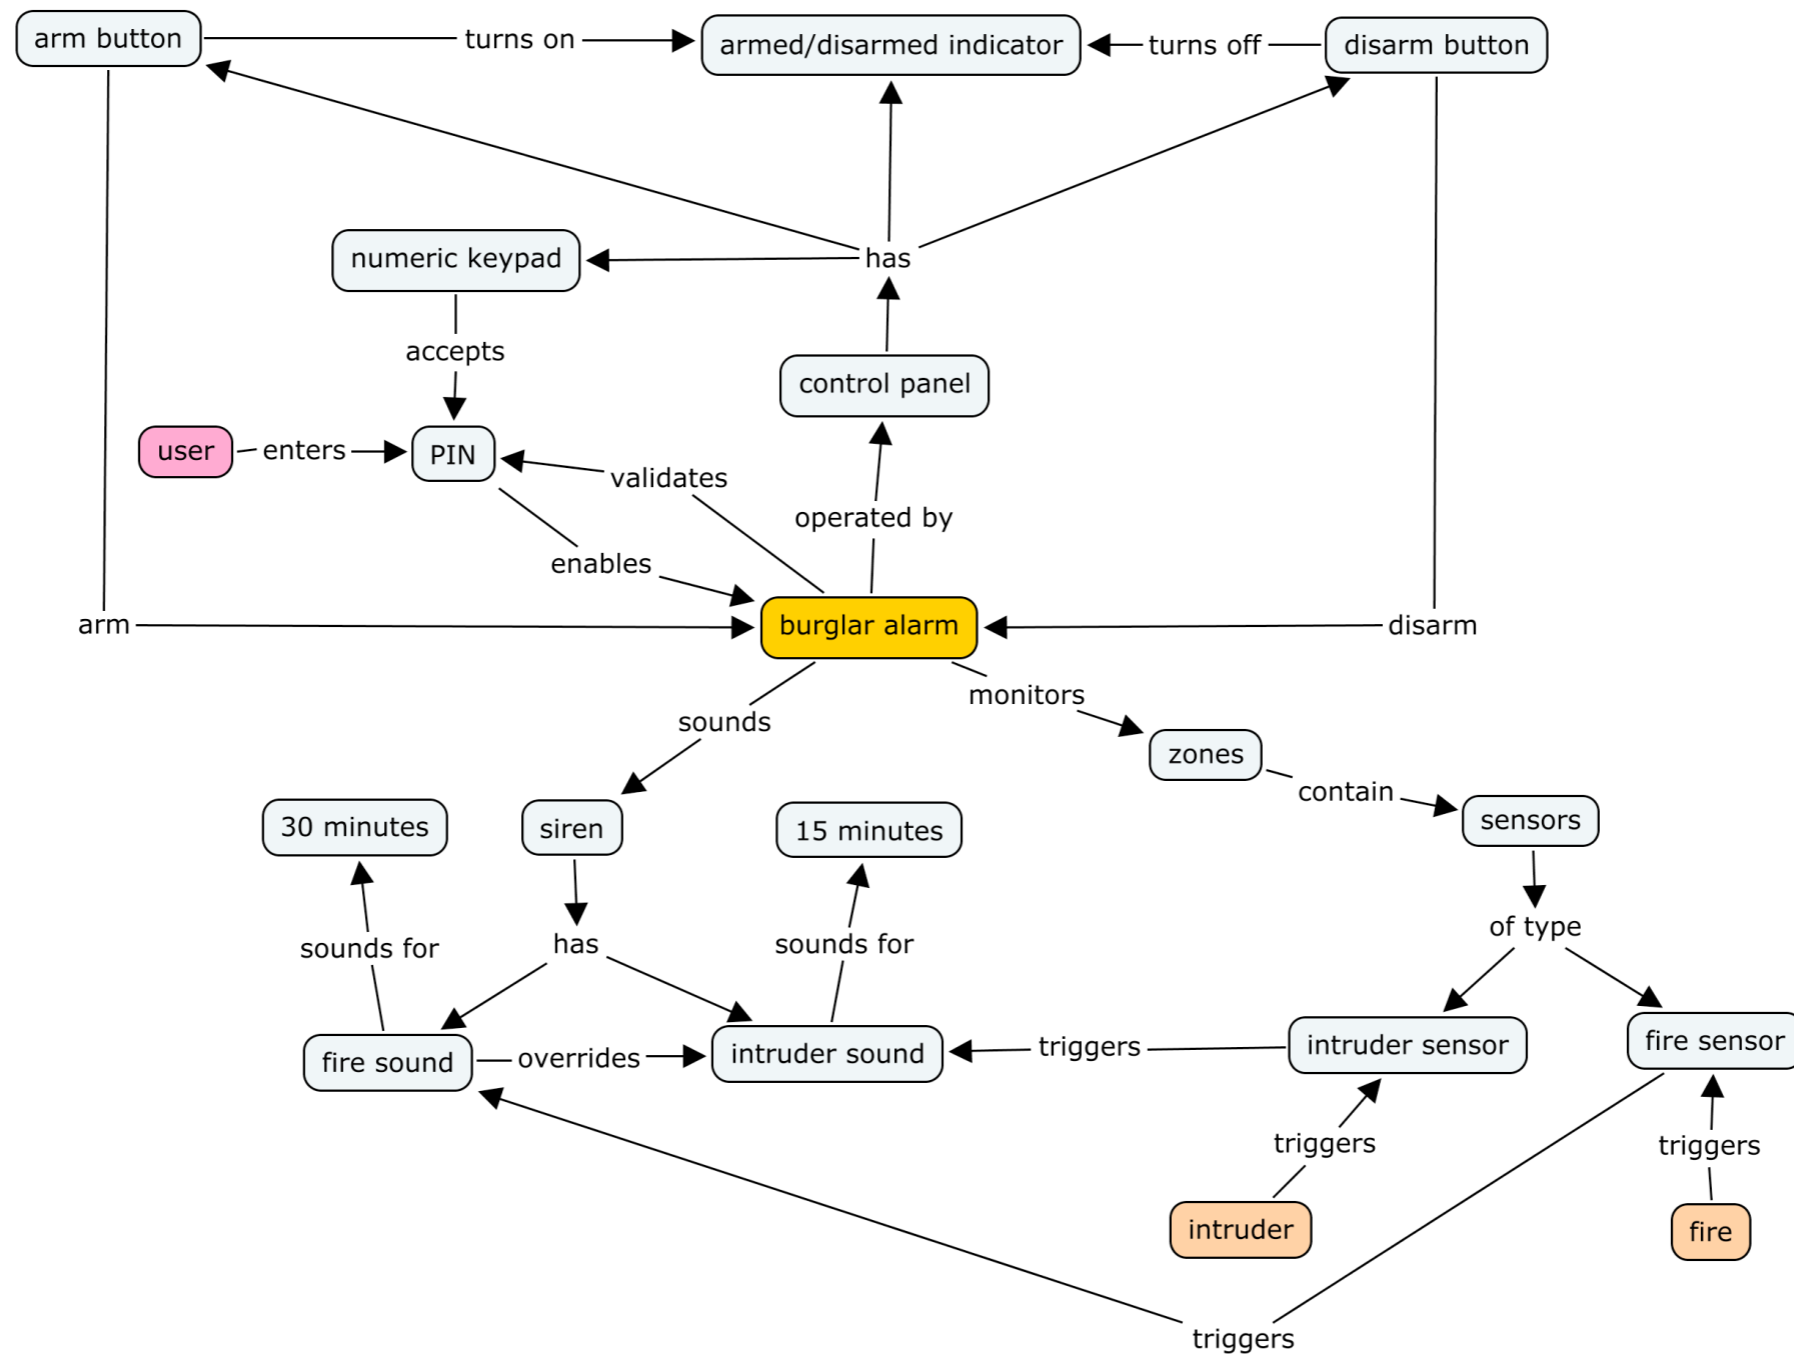 arm button
turns on
armed/disarmed indicator
turns off
disarm button
numeric keypad
has
accepts
control panel
user
enters
PIN
validates
operated by
enables
arm
burglar alarm
disarm
sounds
monitors
zones
contain
30 minutes
siren
15 minutes
sensors
sounds for
has
sounds for
of type
fire sound
overrides
intruder sound
triggers
intruder sensor
fire sensor
triggers
triggers
intruder
fire
triggers